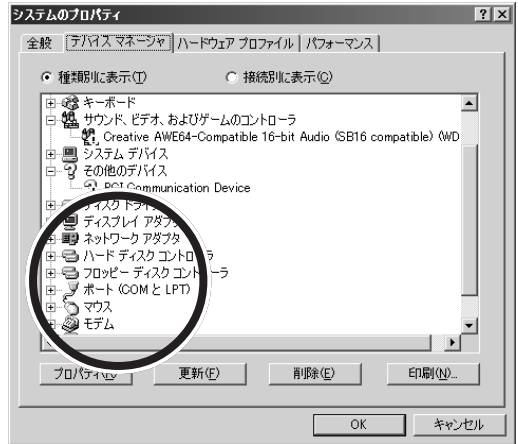 システムのプロパティ
全般 デバイス マネージャ ハードウェア プロファイル パフォーマンス
種類別に表示(T) 接続別に表示(C)
キーボード
サウンド、ビデオ、およびゲームのコントローラ
Creative AWE64-Compatible 16-bit Audio (SB16 compatible) (WD
システム デバイス
その他のデバイス
PCI Communication Device
ディスク ドライブ
ディスプレイ アダプタ
ネットワーク アダプタ
ハード ディスク コントローラ
フロッピー ディスク コントローラ
ポート (COM と LPT)
マウス
モデム
プロパティ(R) 更新(F) 削除(E) 印刷(N)...
OK キャンセル